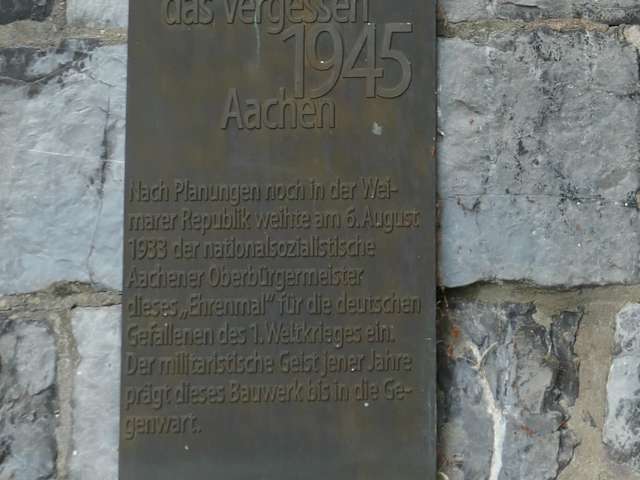 das vergessen
1945
Aachen
Nach Planungen noch in der Wei-
marer Republik weihte am 6. August
1933 der nationalsozialistische
Aachener Oberbürgermeister
dieses „Ehrenmal" für die deutschen
Gefallenen des 1. Weltkrieges ein.
Der militaristische Geist jener Jahre
prägt dieses Bauwerk bis in die Ge-
genwart.